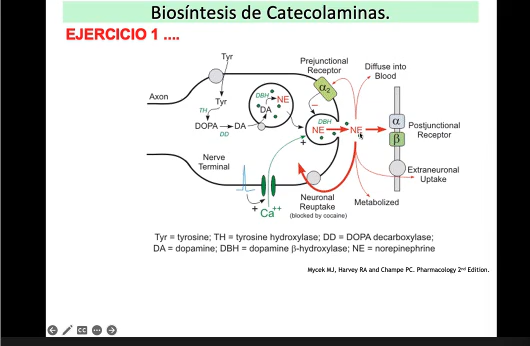 Biosíntesis de Catecolaminas.
EJERCICIO 1 ....
Tyr
Prejunctional
Receptor
Diffuse into
Blood
Axon
Tyr
TH
DOPA
DD
DA
DBH
NE
DA
α2
−
DBH
NE
NE
+
α
β
Postjunctional
Receptor
Nerve
Terminal
Extraneuronal
Uptake
+
Ca++
Neuronal
Reuptake
(blocked by cocaine)
Metabolized
Tyr = tyrosine; TH = tyrosine hydroxylase; DD = DOPA decarboxylase;
DA = dopamine; DBH = dopamine β-hydroxylase; NE = norepinephrine
Mycek MJ, Harvey RA and Champe PC. Pharmacology 2nd Edition.
CC